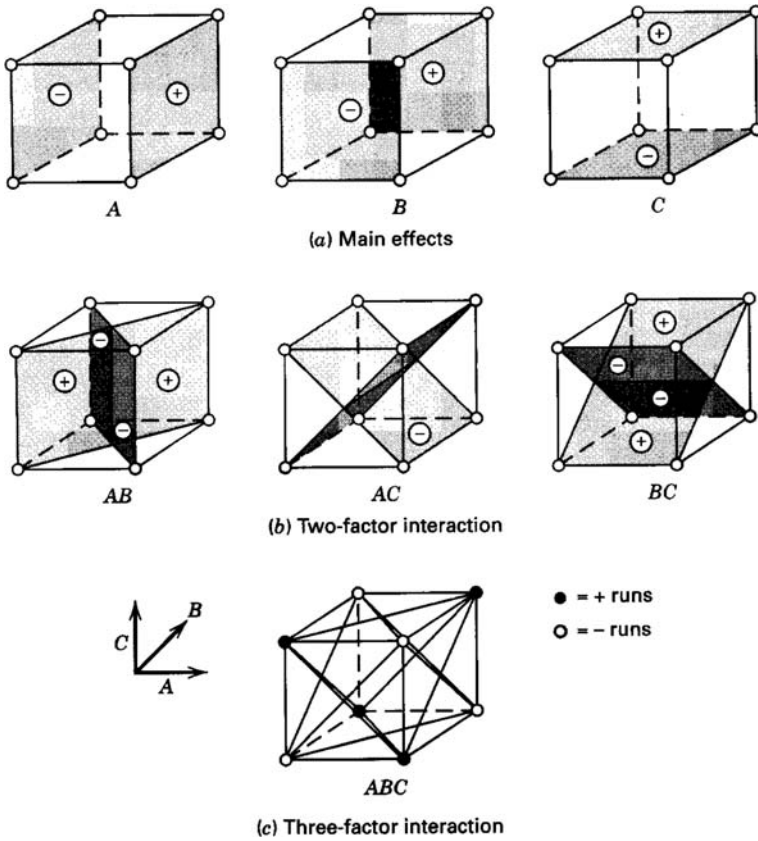 − + − + + −
A B C
(a) Main effects
− + + − + − − − +
AB AC BC
(b) Two-factor interaction
C B A
● = + runs
○ = − runs
ABC
(c) Three-factor interaction